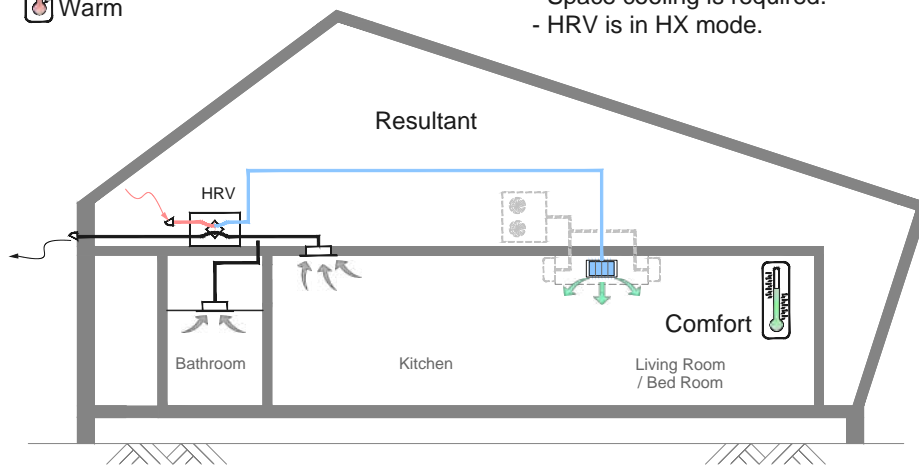 Space cooling is required.
Warm
- HRV is in HX mode.
Resultant
HRV
Comfort
Bathroom
Kitchen
Living Room
/ Bed Room